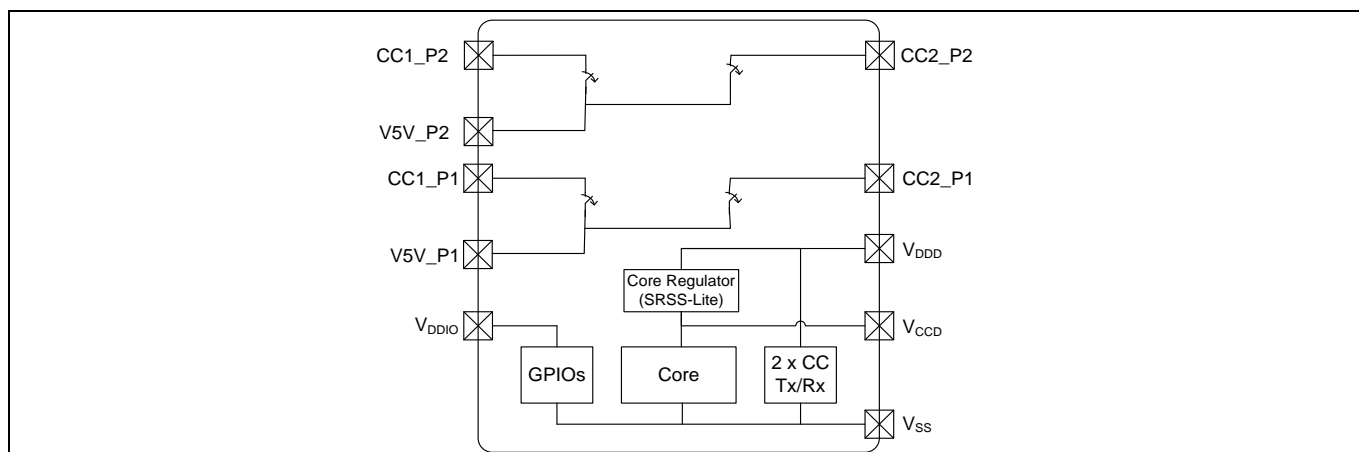 CC1_P2
CC2_P2
V5V_P2
CC1_P1
CC2_P1
V5V_P1
VDDD
Core Regulator
(SRSS-Lite)
VDDIO
VCCD
GPIOs
Core
2 x CC
Tx/Rx
VSS